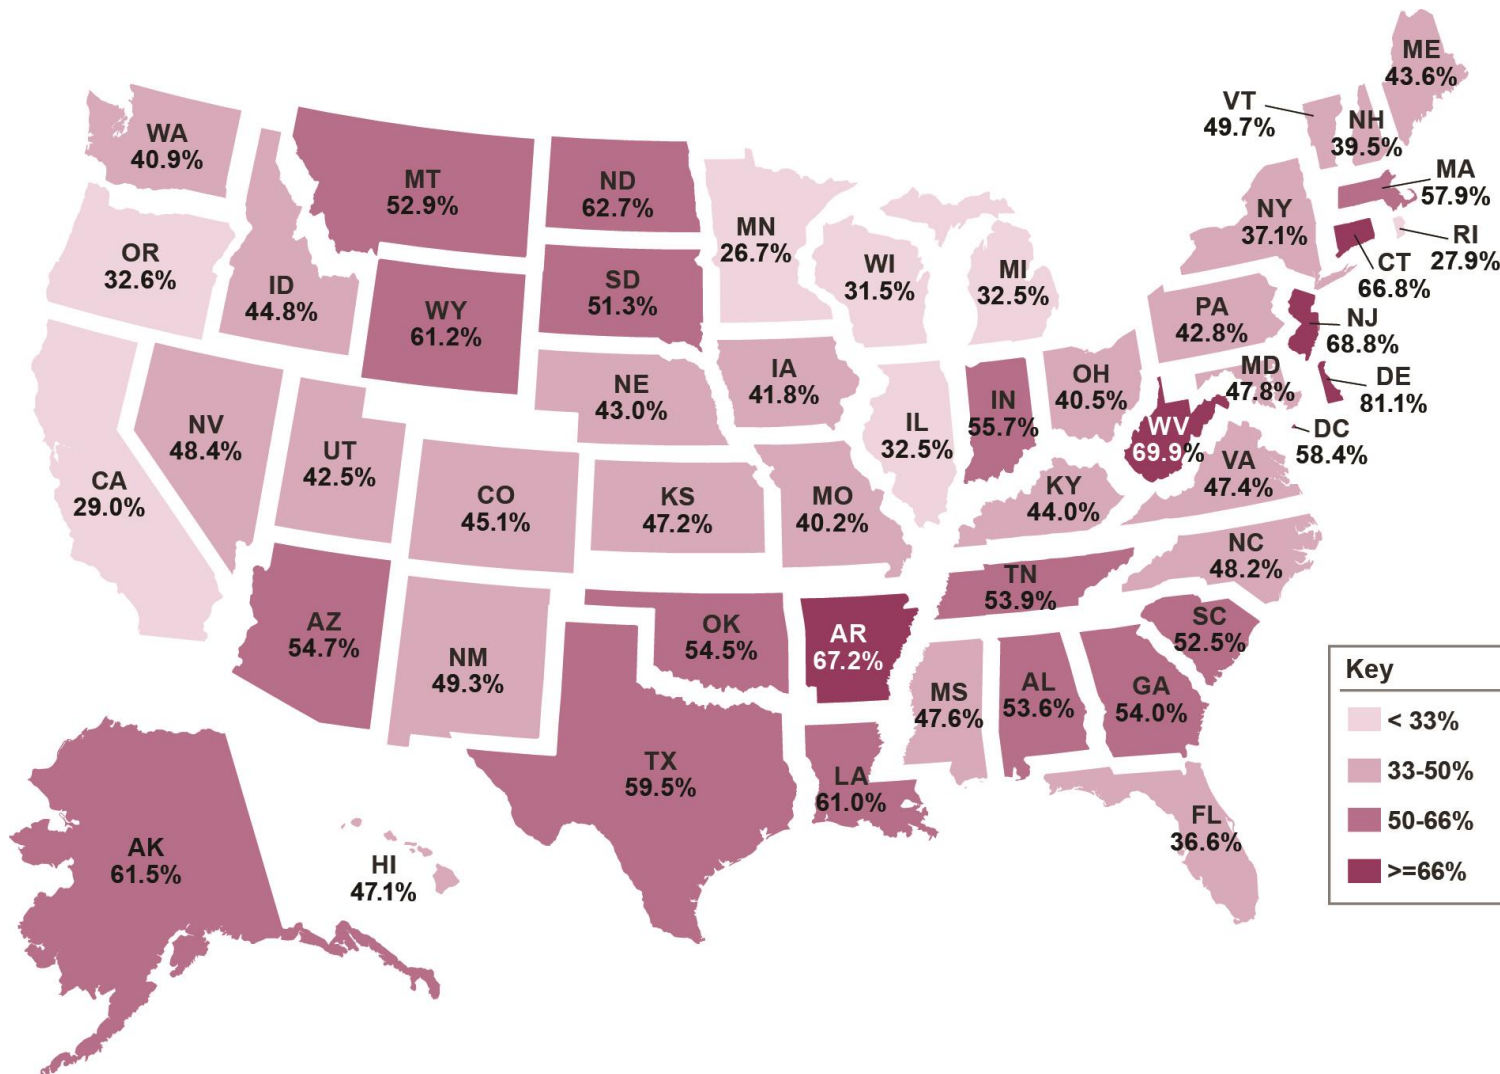 ME
43.6%
VT
49.7%
NH
39.5%
WA
40.9%
MA
57.9%
MT
52.9%
ND
62.7%
NY
37.1%
MN
26.7%
RI
27.9%
OR
32.6%
WI
31.5%
MI
32.5%
CT
66.8%
ID
44.8%
SD
51.3%
WY
61.2%
PA
42.8%
NJ
68.8%
NE
43.0%
IA
41.8%
OH
40.5%
MD
47.8%
DE
81.1%
NV
48.4%
IN
55.7%
IL
32.5%
WV
69.9%
DC
58.4%
UT
42.5%
VA
47.4%
CA
29.0%
CO
45.1%
KS
47.2%
MO
40.2%
KY
44.0%
NC
48.2%
TN
53.9%
AZ
54.7%
OK
54.5%
AR
67.2%
SC
52.5%
NM
49.3%
MS
47.6%
AL
53.6%
GA
54.0%
TX
59.5%
LA
61.0%
FL
36.6%
AK
61.5%
HI
47.1%
Key
< 33%
33-50%
50-66%
>=66%